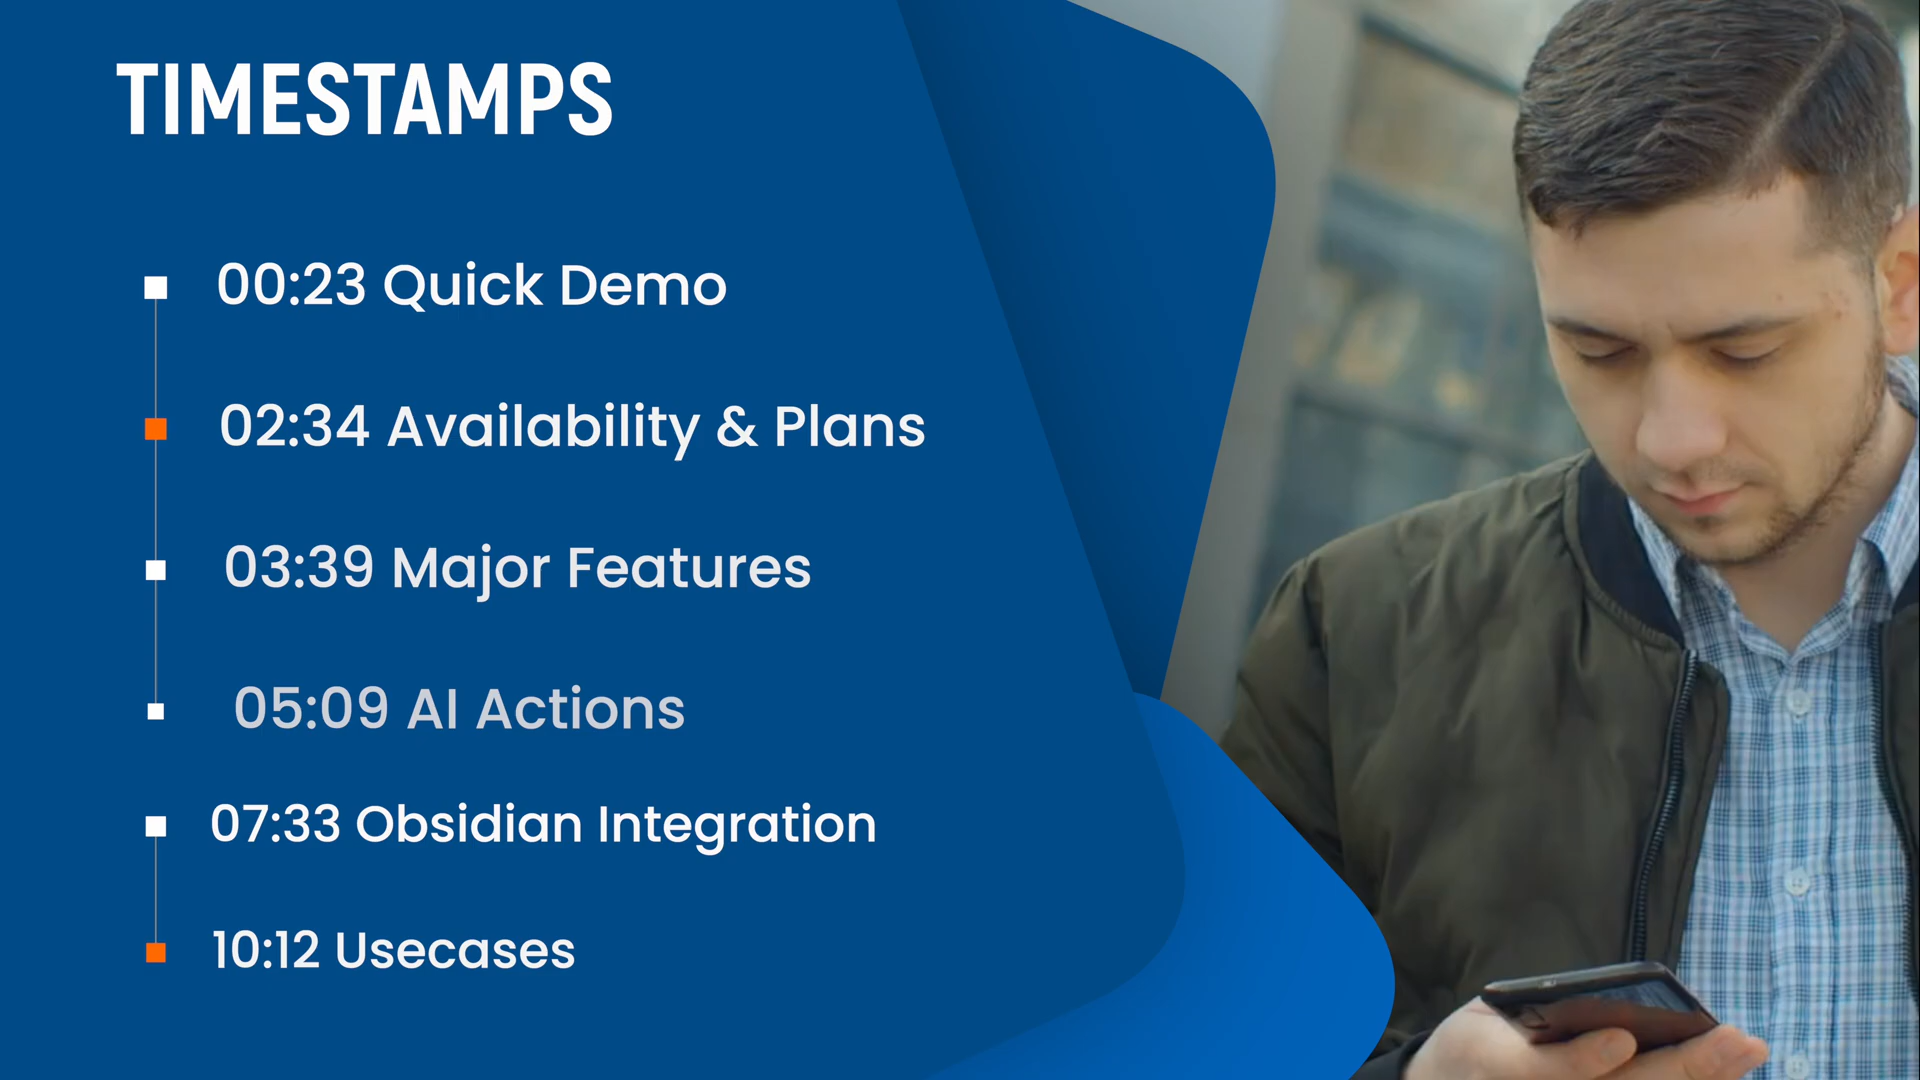 TIMESTAMPS
00:23 Quick Demo
02:34 Availability & Plans
03:39 Major Features
05:09 AI Actions
07:33 Obsidian Integration
10:12 Usecases